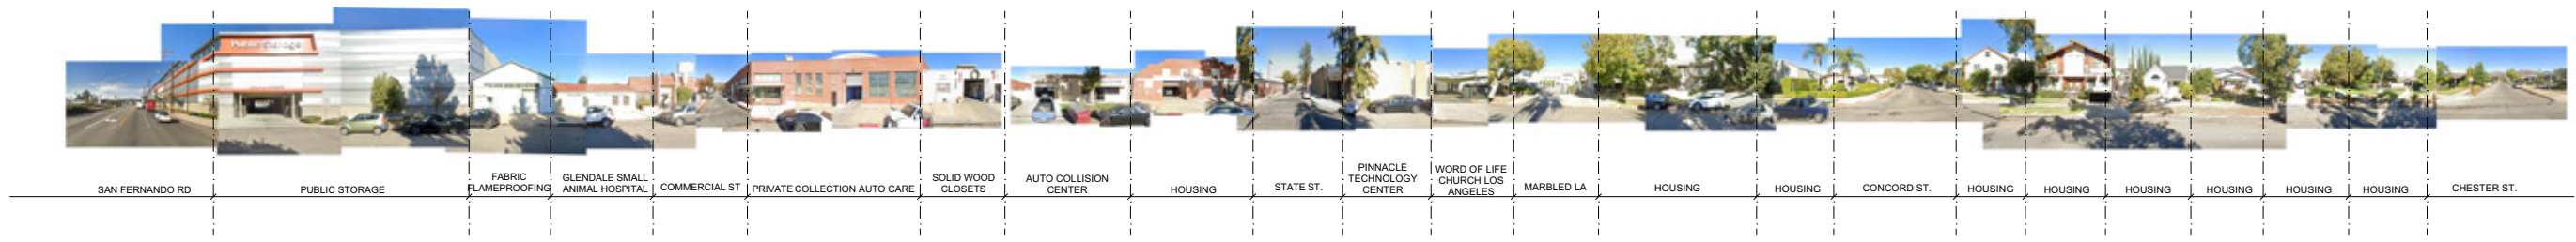 Public Storage
SAN FERNANDO RD
PUBLIC STORAGE
FABRIC
FLAMEPROOFING
GLENDALE SMALL
ANIMAL HOSPITAL
COMMERCIAL ST
PRIVATE COLLECTION AUTO CARE
SOLID WOOD
CLOSETS
AUTO COLLISION
CENTER
HOUSING
STATE ST.
PINNACLE
TECHNOLOGY
CENTER
WORD OF LIFE
CHURCH LOS
ANGELES
MARBLED LA
HOUSING
HOUSING
CONCORD ST.
HOUSING
HOUSING
HOUSING
HOUSING
HOUSING
HOUSING
CHESTER ST.